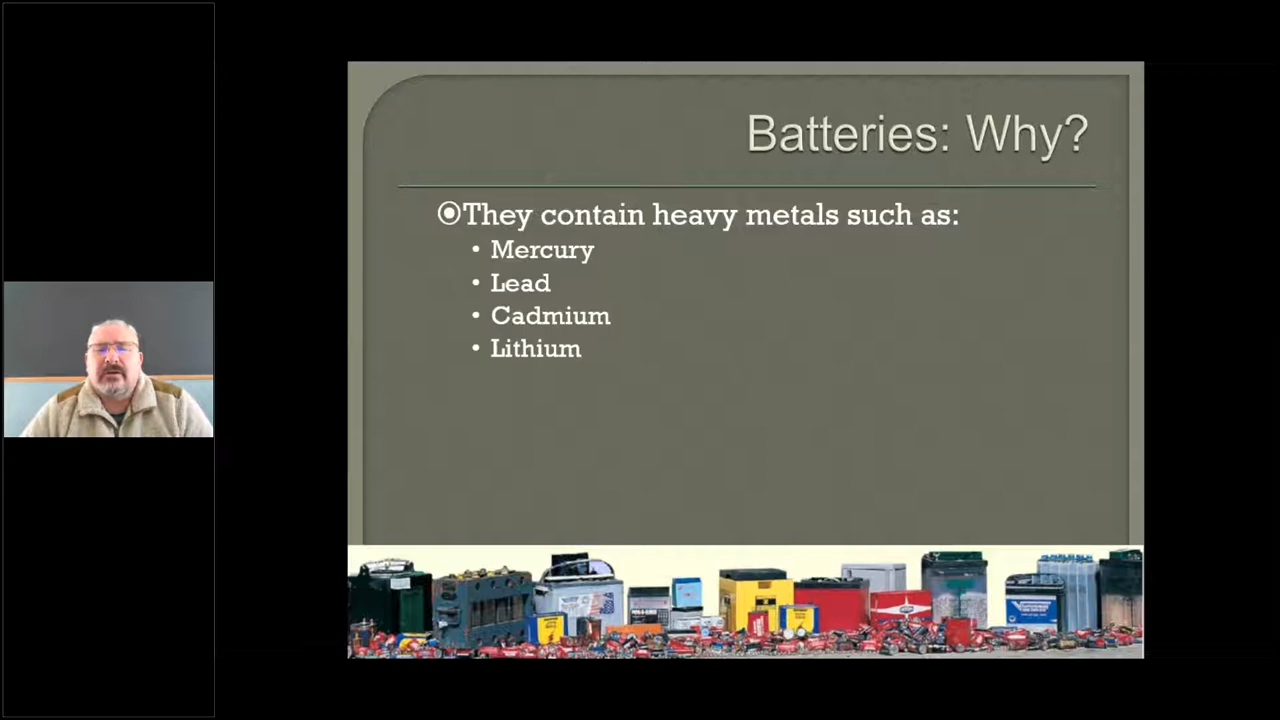 Batteries: Why?
They contain heavy metals such as:
• Mercury
• Lead
• Cadmium
• Lithium